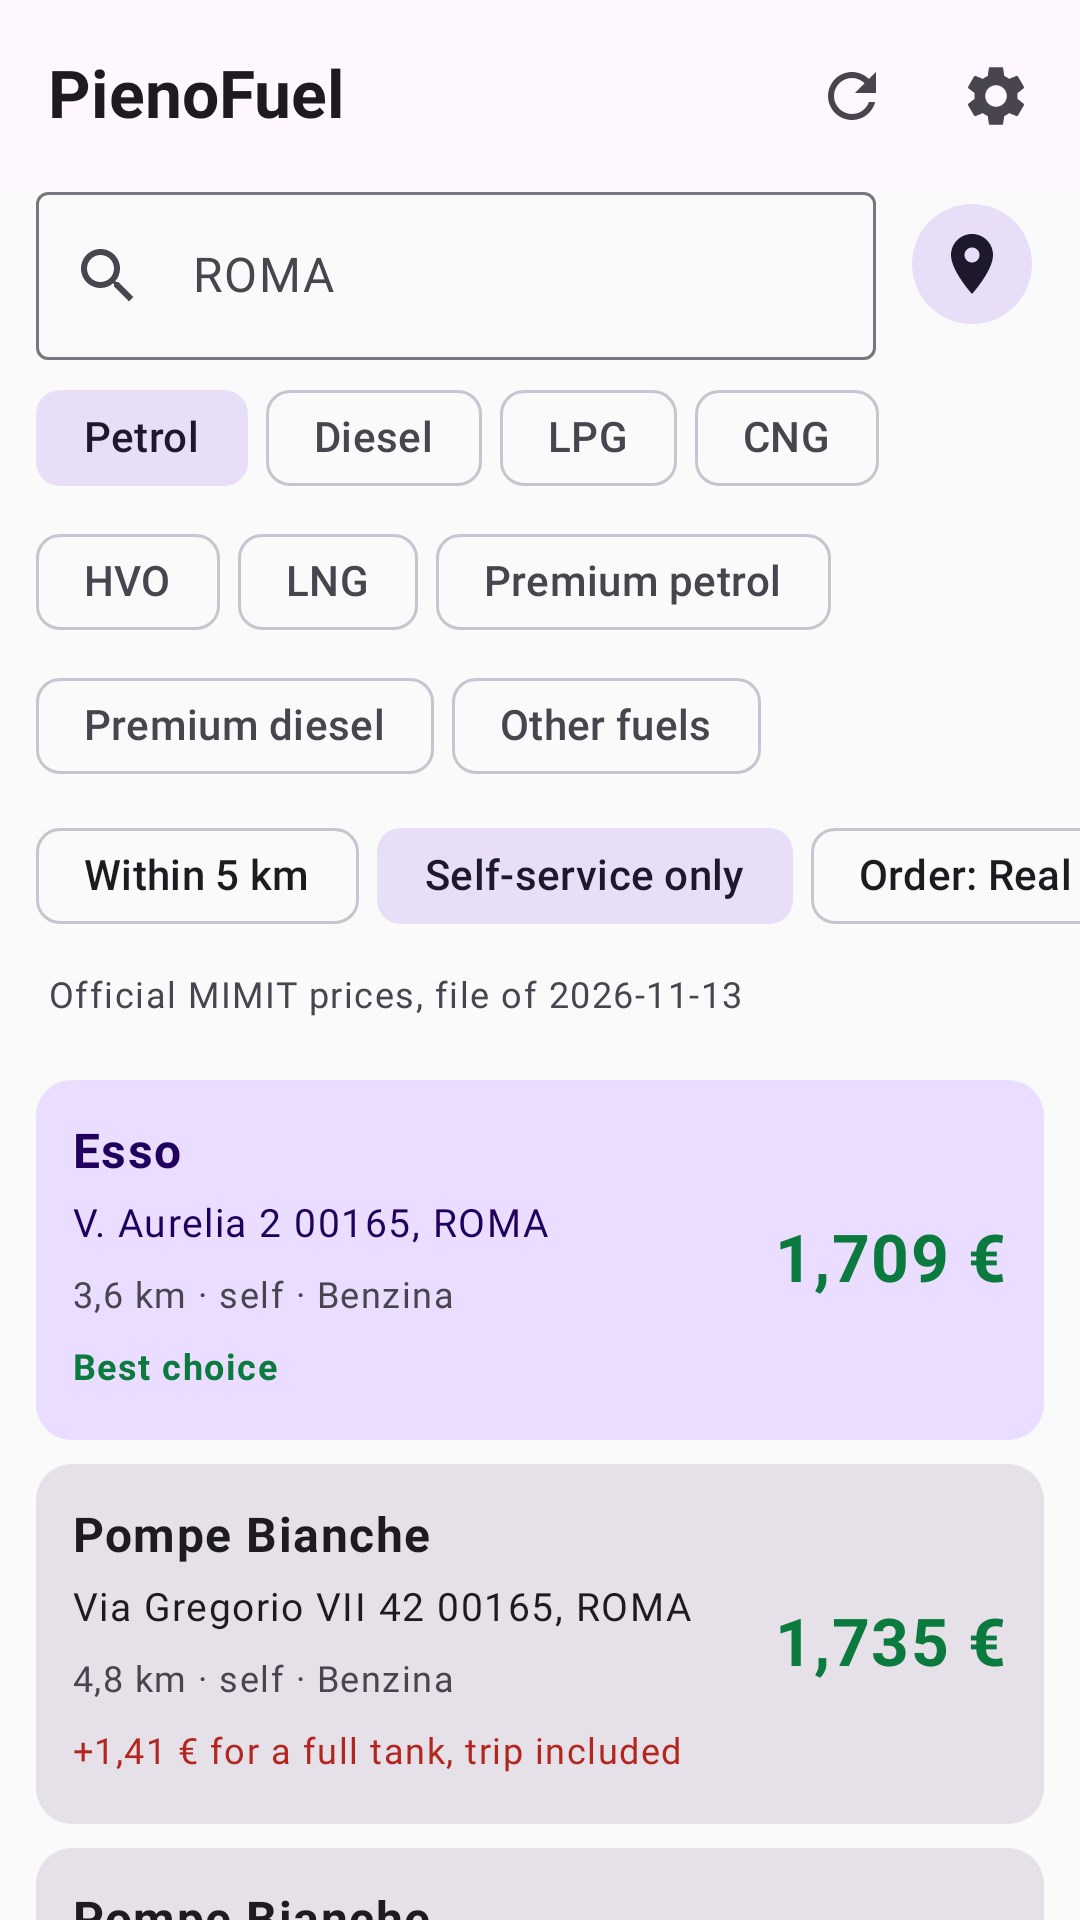 PienoFuel
ROMA
Petrol Diesel LPG CNG
HVO LNG Premium petrol
Premium diesel Other fuels
Within 5 km Self-service only Order: Real
Official MIMIT prices, file of 2026-11-13
Esso
V. Aurelia 2 00165, ROMA
1,709 €
3,6 km · self · Benzina
Best choice
Pompe Bianche
Via Gregorio VII 42 00165, ROMA
1,735 €
4,8 km · self · Benzina
+1,41 € for a full tank, trip included
Pompe Bianche